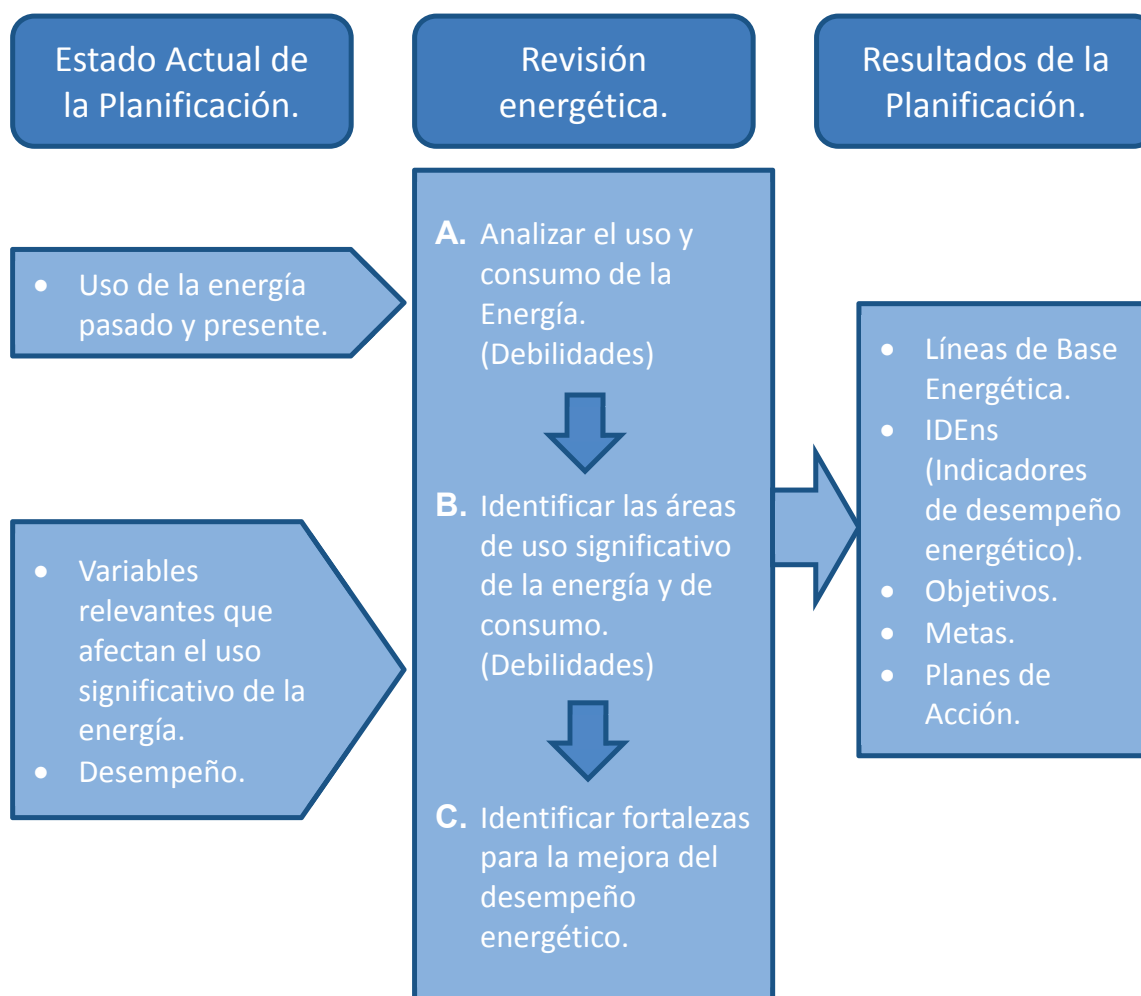 Estado Actual de
la Planificación.
Revisión
energética.
Resultados de la
Planificación.
• Uso de la energía
pasado y presente.
• Variables
relevantes que
afectan el uso
significativo de la
energía.
• Desempeño.
A. Analizar el uso y
consumo de la
Energía.
(Debilidades)
B. Identificar las áreas
de uso significativo
de la energía y de
consumo.
(Debilidades)
C. Identificar fortalezas
para la mejora del
desempeño
energético.
• Líneas de Base
Energética.
• IDEns
(Indicadores
de desempeño
energético).
• Objetivos.
• Metas.
• Planes de
Acción.